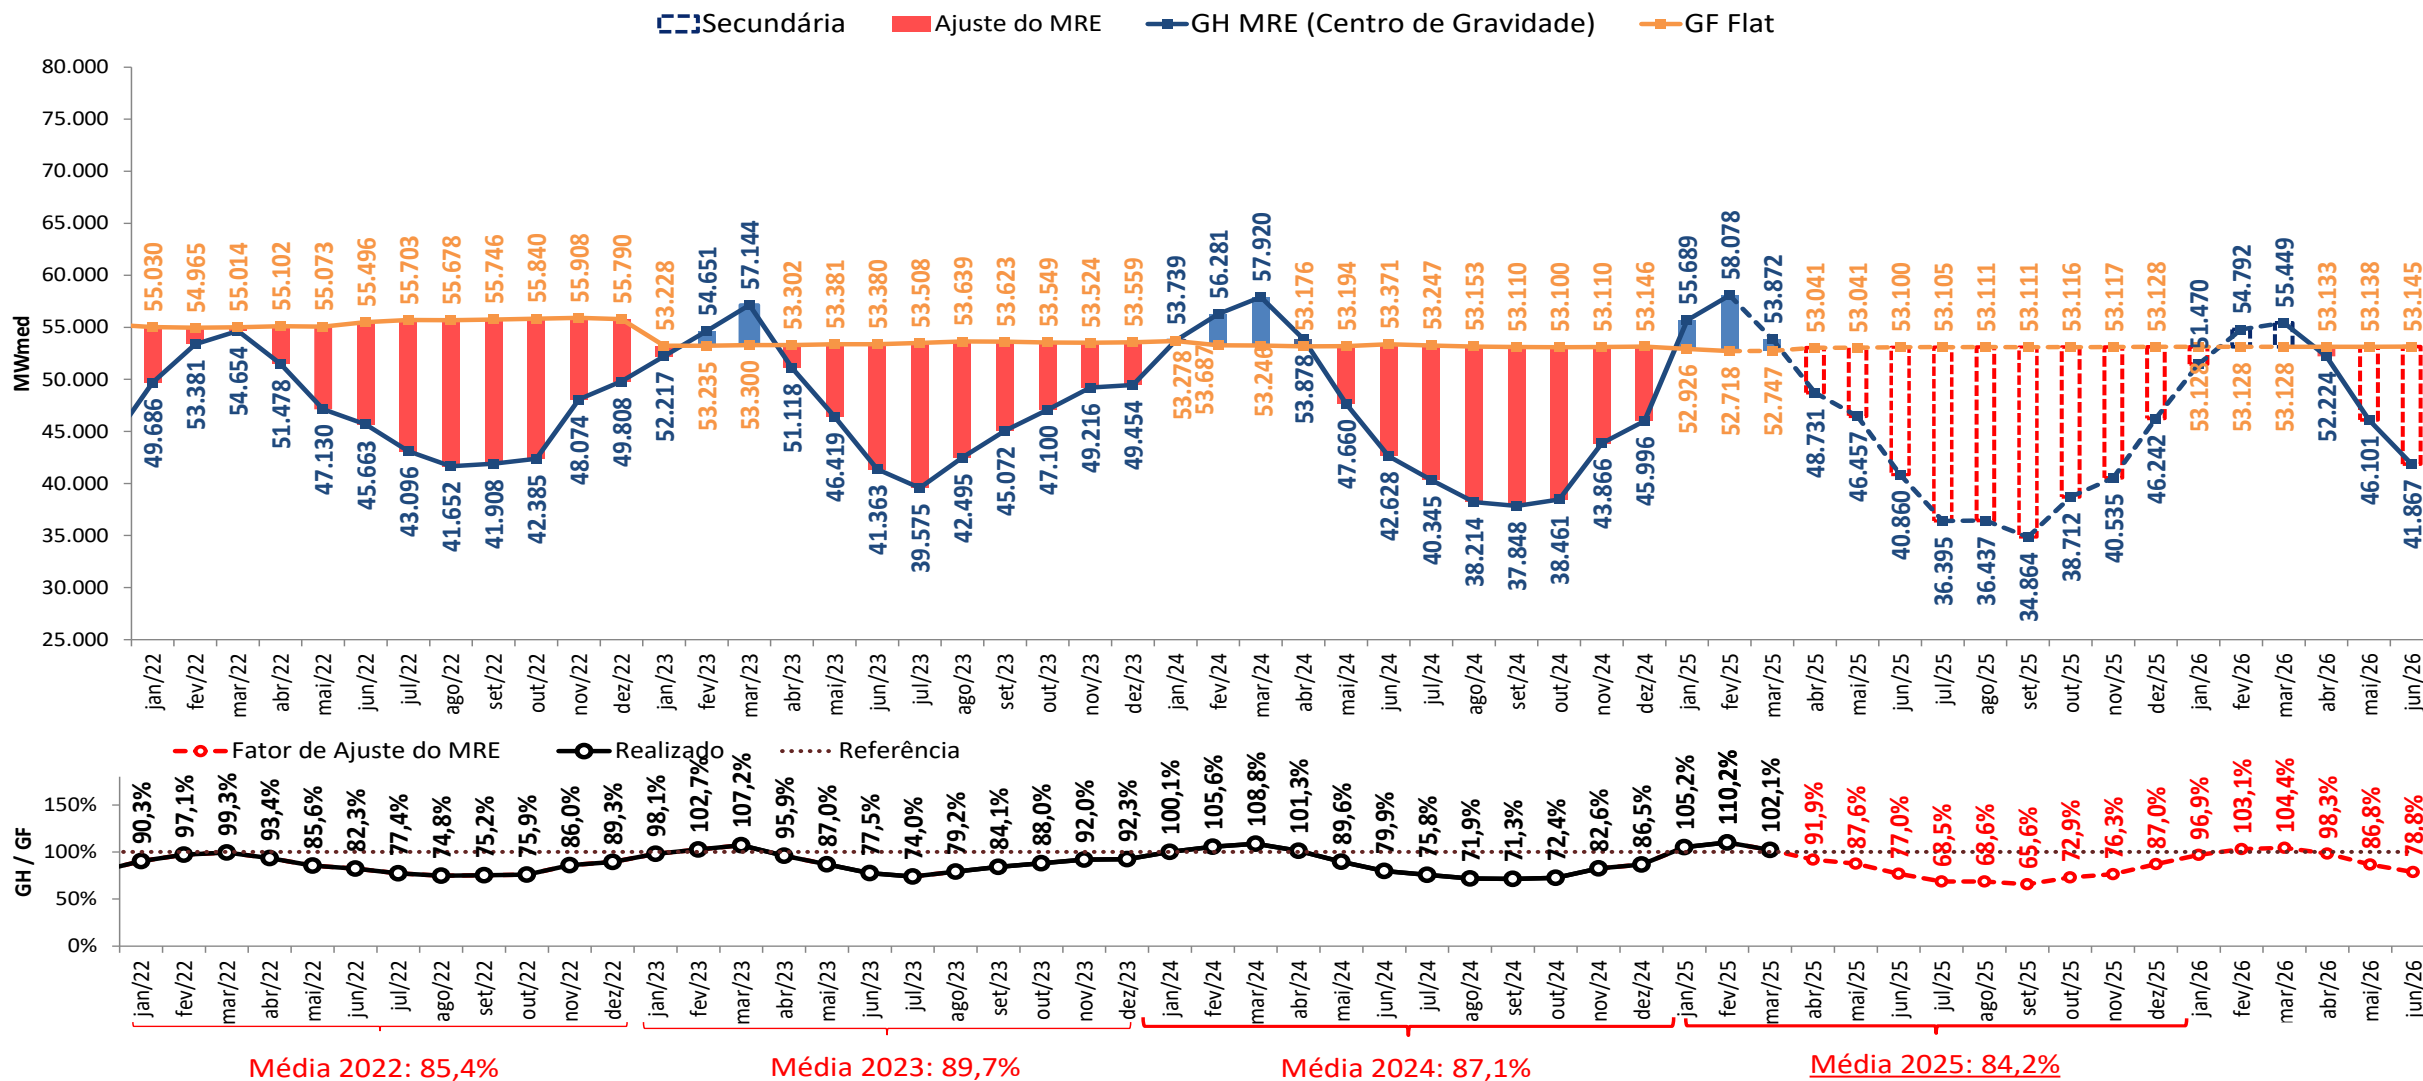 Secundária Ajuste do MRE GH MRE (Centro de Gravidade) GF Flat
MWmed
80.000
75.000
70.000
65.000
60.000
55.000
50.000
45.000
40.000
35.000
30.000
25.000
55.030 54.965 55.014 55.102 55.073 55.496 55.703 55.678 55.746 55.840 55.908 55.790 53.228 54.651 57.144 53.302 53.381 53.380 53.508 53.639 53.623 53.549 53.524 53.559 53.739 56.281 57.920 53.176 53.194 53.371 53.247 53.153 53.110 53.100 53.110 53.146 55.689 58.078 53.872 53.041 53.041 53.100 53.105 53.111 53.111 53.116 53.117 53.128 51.470 54.792 55.449 53.133 53.138 53.145
49.686 53.381 54.654 51.478 47.130 45.663 43.096 41.652 41.908 42.385 48.074 49.808 52.217 53.235 53.300 51.118 46.419 41.363 39.575 42.495 45.072 47.100 49.216 49.454 53.278 53.687 53.246 53.878 47.660 42.628 40.345 38.214 37.848 38.461 43.866 45.996 52.926 52.718 52.747 48.731 46.457 40.860 36.395 36.437 34.864 38.712 40.535 46.242 53.128 53.128 53.128 52.224 46.101 41.867
jan/22 fev/22 mar/22 abr/22 mai/22 jun/22 jul/22 ago/22 set/22 out/22 nov/22 dez/22 jan/23 fev/23 mar/23 abr/23 mai/23 jun/23 jul/23 ago/23 set/23 out/23 nov/23 dez/23 jan/24 fev/24 mar/24 abr/24 mai/24 jun/24 jul/24 ago/24 set/24 out/24 nov/24 dez/24 jan/25 fev/25 mar/25 abr/25 mai/25 jun/25 jul/25 ago/25 set/25 out/25 nov/25 dez/25 jan/26 fev/26 mar/26 abr/26 mai/26 jun/26
Fator de Ajuste do MRE Realizado Referência
GH / GF
150%
100%
50%
0%
90,3% 97,1% 99,3% 93,4% 85,6% 82,3% 77,4% 74,8% 75,2% 75,9% 86,0% 89,3% 98,1% 102,7% 107,2% 95,9% 87,0% 77,5% 74,0% 79,2% 84,1% 88,0% 92,0% 92,3% 100,1% 105,6% 108,8% 101,3% 89,6% 79,9% 75,8% 71,9% 71,3% 72,4% 82,6% 86,5% 105,2% 110,2% 102,1% 91,9% 87,6% 77,0% 68,5% 68,6% 65,6% 72,9% 76,3% 87,0% 96,9% 103,1% 104,4% 98,3% 86,8% 78,8%
jan/22 fev/22 mar/22 abr/22 mai/22 jun/22 jul/22 ago/22 set/22 out/22 nov/22 dez/22 jan/23 fev/23 mar/23 abr/23 mai/23 jun/23 jul/23 ago/23 set/23 out/23 nov/23 dez/23 jan/24 fev/24 mar/24 abr/24 mai/24 jun/24 jul/24 ago/24 set/24 out/24 nov/24 dez/24 jan/25 fev/25 mar/25 abr/25 mai/25 jun/25 jul/25 ago/25 set/25 out/25 nov/25 dez/25 jan/26 fev/26 mar/26 abr/26 mai/26 jun/26
Média 2022: 85,4% Média 2023: 89,7% Média 2024: 87,1% Média 2025: 84,2%